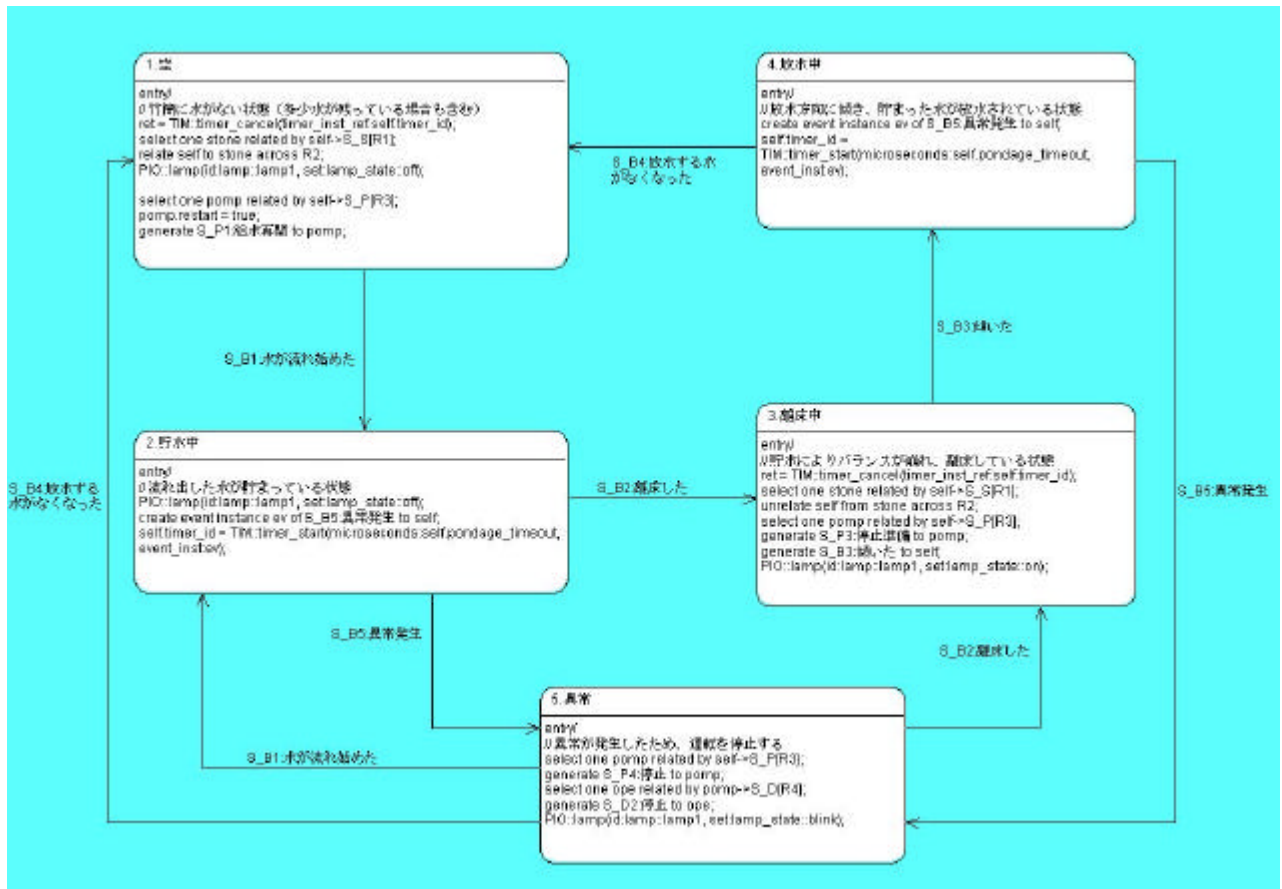 1.空
entry/
//竹筒に水がない状態（多少水が残っている場合も含む）
ret = TIM::timer_cancel(timer_inst_ref:self.timer_id);
select one stone related by self->S_S[R1];
relate self to stone across R2;
PIO::lamp(id:lamp::lamp1, set:lamp_state::off);
select one pomp related by self->S_P[R3];
pomp.restart = true;
generate S_P1:給水再開 to pomp;
4.放水中
entry/
//放水方向に傾き、貯まった水が放水されている状態
create event instance ev of S_B5:異常発生 to self;
self.timer_id =
TIM::timer_start(microseconds:self.pondage_timeout,
event_inst:ev);
S_B4:放水する水
がなくなった
S_B3:傾いた
S_B1:水が流れ始めた
2.貯水中
entry/
//流れ出した水が貯まっている状態
PIO::lamp(id:lamp::lamp1, set:lamp_state::off);
create event instance ev of S_B5:異常発生 to self;
self.timer_id = TIM::timer_start(microseconds:self.pondage_timeout,
event_inst:ev);
S_B2:離床した
3.離床中
entry/
//貯水によりバランスが崩れ、離床している状態
ret = TIM::timer_cancel(timer_inst_ref:self.timer_id);
select one stone related by self->S_S[R1];
unrelate self from stone across R2;
select one pomp related by self->S_P[R3];
generate S_P3:停止準備 to pomp;
generate S_B3:傾いた to self;
PIO::lamp(id:lamp::lamp1, set:lamp_state::on);
S_B4:放水する
水がなくなった
S_B5:異常発生
S_B5:異常発生
S_B2:離床した
S_B1:水が流れ始めた
5.異常
entry/
//異常が発生したため、運転を停止する
select one pomp related by self->S_P[R3];
generate S_P4:停止 to pomp;
select one ope related by pomp->S_D[R4];
generate S_D2:停止 to ope;
PIO::lamp(id:lamp::lamp1, set:lamp_state::blink);